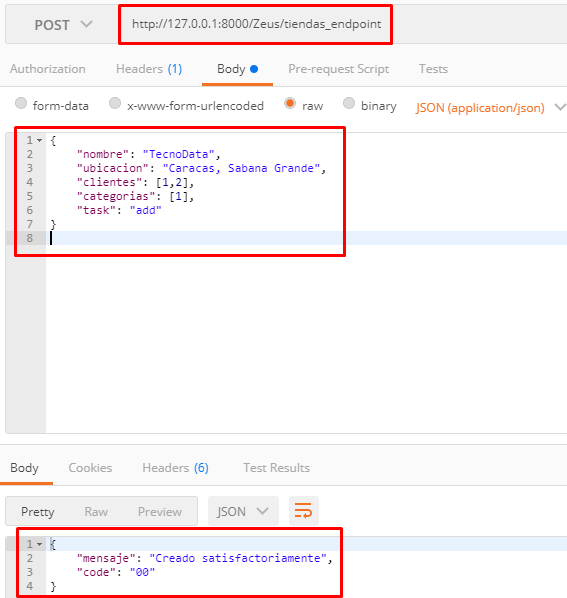 POST http://127.0.0.1:8000/Zeus/tiendas_endpoint
Authorization Headers (1) Body Pre-request Script Tests
form-data x-www-form-urlencoded raw binary JSON (application/json)
1 {
2 "nombre": "TecnoData",
3 "ubicacion": "Caracas, Sabana Grande",
4 "clientes": [1,2],
5 "categorias": [1],
6 "task": "add"
7 }
8
Body Cookies Headers (6) Test Results
Pretty Raw Preview JSON
1 {
2 "mensaje": "Creado satisfactoriamente",
3 "code": "00"
4 }